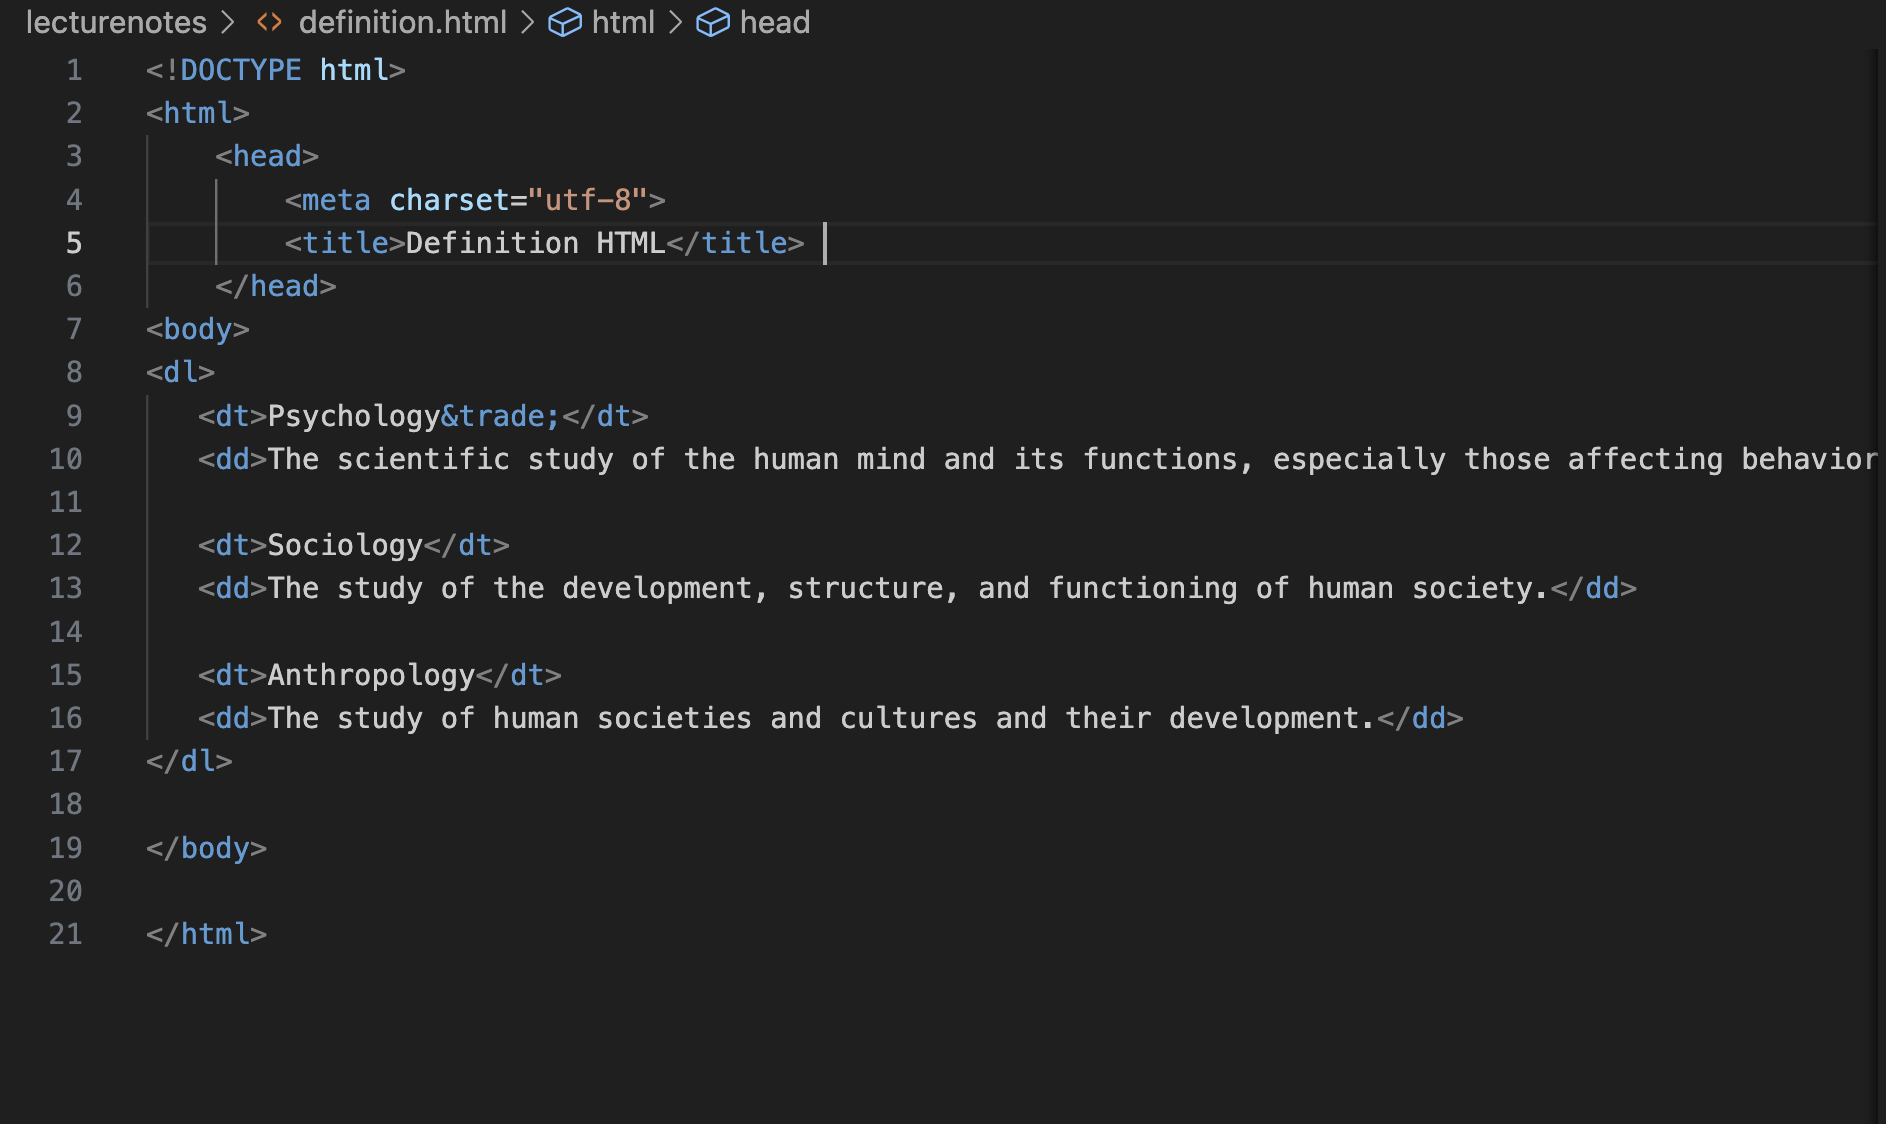 lecturenotes > <> definition.html > html > head
1 <!DOCTYPE html>
2 <html>
3 <head>
4 <meta charset="utf-8">
5 <title>Definition HTML</title>
6 </head>
7 <body>
8 <dl>
9 <dt>Psychology&trade;</dt>
10 <dd>The scientific study of the human mind and its functions, especially those affecting behavior
11
12 <dt>Sociology</dt>
13 <dd>The study of the development, structure, and functioning of human society.</dd>
14
15 <dt>Anthropology</dt>
16 <dd>The study of human societies and cultures and their development.</dd>
17 </dl>
18
19 </body>
20
21 </html>